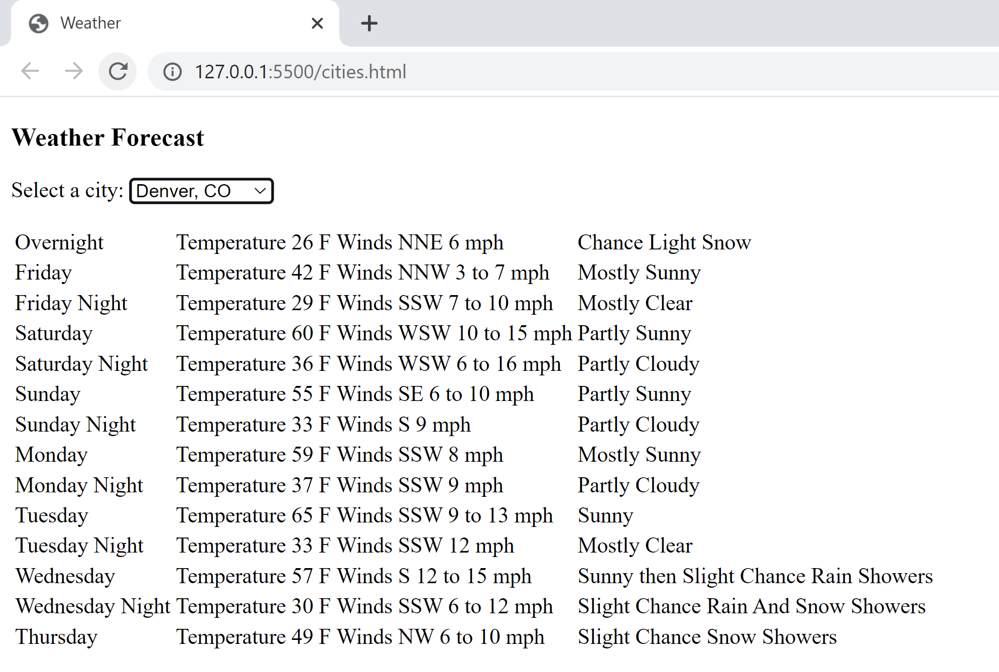 Weather
127.0.0.1:5500/cities.html
Weather Forecast
Select a city: Denver, CO
Overnight Temperature 26 F Winds NNE 6 mph Chance Light Snow
Friday Temperature 42 F Winds NNW 3 to 7 mph Mostly Sunny
Friday Night Temperature 29 F Winds SSW 7 to 10 mph Mostly Clear
Saturday Temperature 60 F Winds WSW 10 to 15 mph Partly Sunny
Saturday Night Temperature 36 F Winds WSW 6 to 16 mph Partly Cloudy
Sunday Temperature 55 F Winds SE 6 to 10 mph Partly Sunny
Sunday Night Temperature 33 F Winds S 9 mph Partly Cloudy
Monday Temperature 59 F Winds SSW 8 mph Mostly Sunny
Monday Night Temperature 37 F Winds SSW 9 mph Partly Cloudy
Tuesday Temperature 65 F Winds SSW 9 to 13 mph Sunny
Tuesday Night Temperature 33 F Winds SSW 12 mph Mostly Clear
Wednesday Temperature 57 F Winds S 12 to 15 mph Sunny then Slight Chance Rain Showers
Wednesday Night Temperature 30 F Winds SSW 6 to 12 mph Slight Chance Rain And Snow Showers
Thursday Temperature 49 F Winds NW 6 to 10 mph Slight Chance Snow Showers